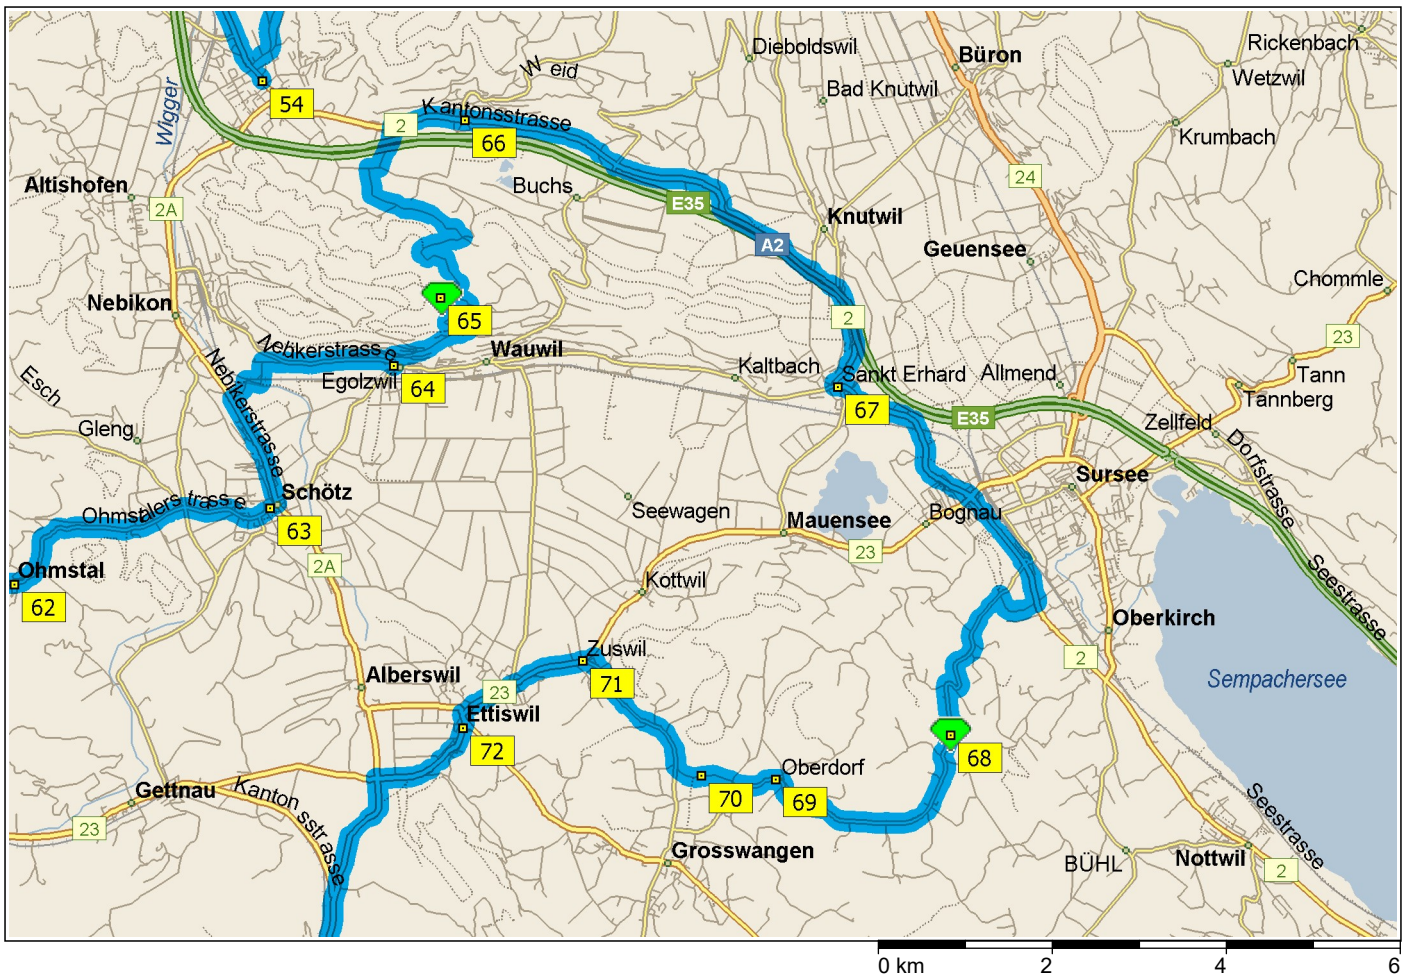 Dieboldswil
Büron
Rickenbach
Wetzwil
Weid
54
Kantonsstrasse
2
Bad Knutwil
Wigger
66
Krumbach
Altishofen
2A
Buchs
E35
24
Knutwil
A2
Geuensee
Chommle
Nebikon
65
2
23
Nebikerstrasse
Wauwil
Egolzwil
64
Kaltbach
Sankt Erhard
Allmend
Tann
Tannberg
Esch
Nebikerstrasse
67
E35
Zellfeld
Dorfstrasse
Gleng
Sursee
Schötz
Ohmstalerstrasse
63
Seewagen
Mauensee
Bognau
23
Seestrasse
Ohmstal
62
2A
Kottwil
Oberkirch
Zuswil
2
Alberswil
23
71
Sempachersee
Ettiswil
72
68
Oberdorf
70
69
Gettnau
Kantonsstrasse
Seestrasse
23
Grosswangen
BÜHL
Nottwil
2
0 km 2 4 6